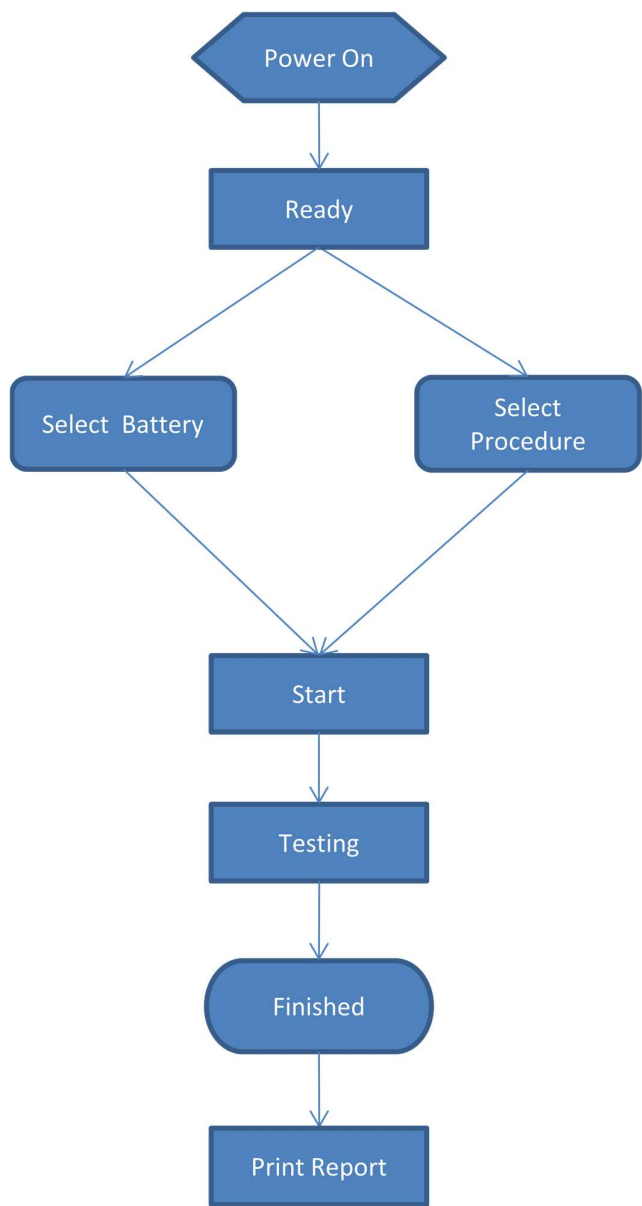 Power On
Ready
Select Battery
Select
Procedure
Start
Testing
Finished
Print Report